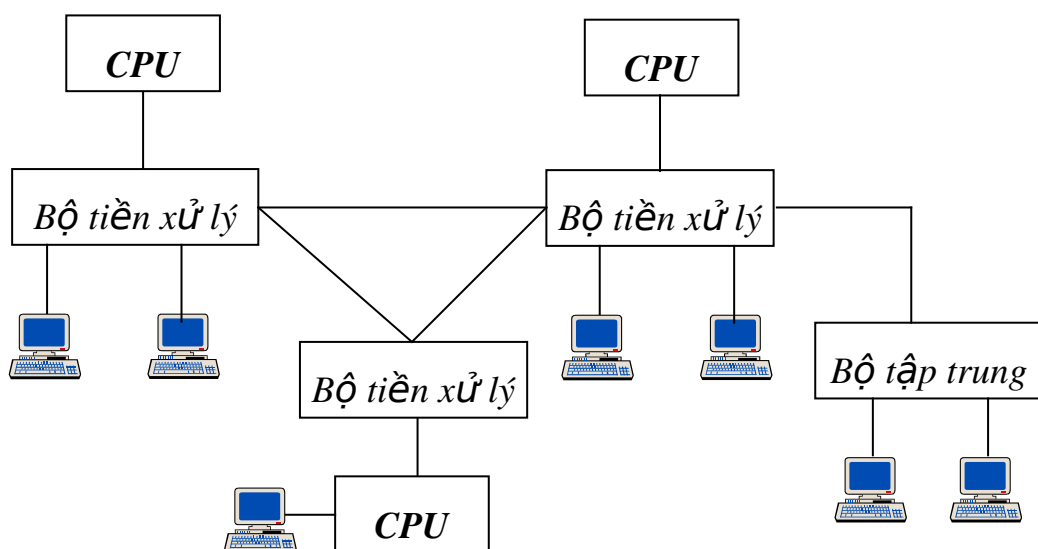 CPU
CPU
Bộ tiền xử lý
Bộ tiền xử lý
Bộ tiền xử lý
Bộ tập trung
CPU